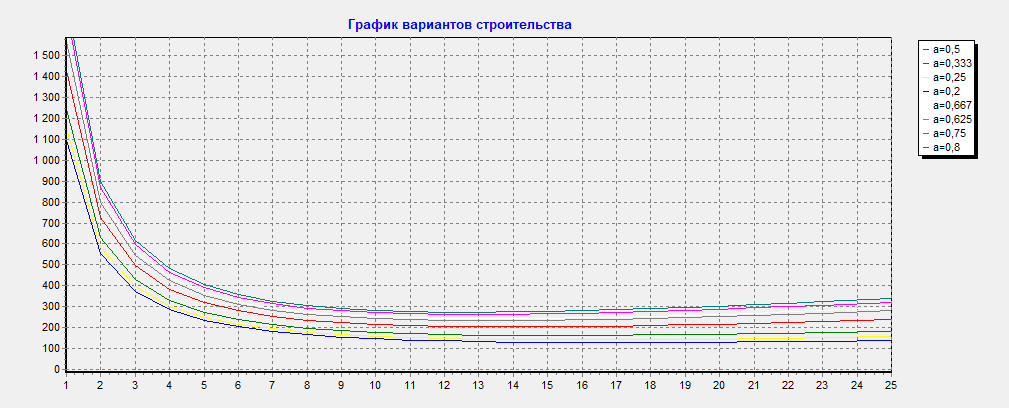 График вариантов строительства
1 500
1 400
1 300
1 200
1 100
1 000
900
800
700
600
500
400
300
200
100
0
1 2 3 4 5 6 7 8 9 10 11 12 13 14 15 16 17 18 19 20 21 22 23 24 25
a=0,5
a=0,333
a=0,25
a=0,2
a=0,667
a=0,625
a=0,75
a=0,8